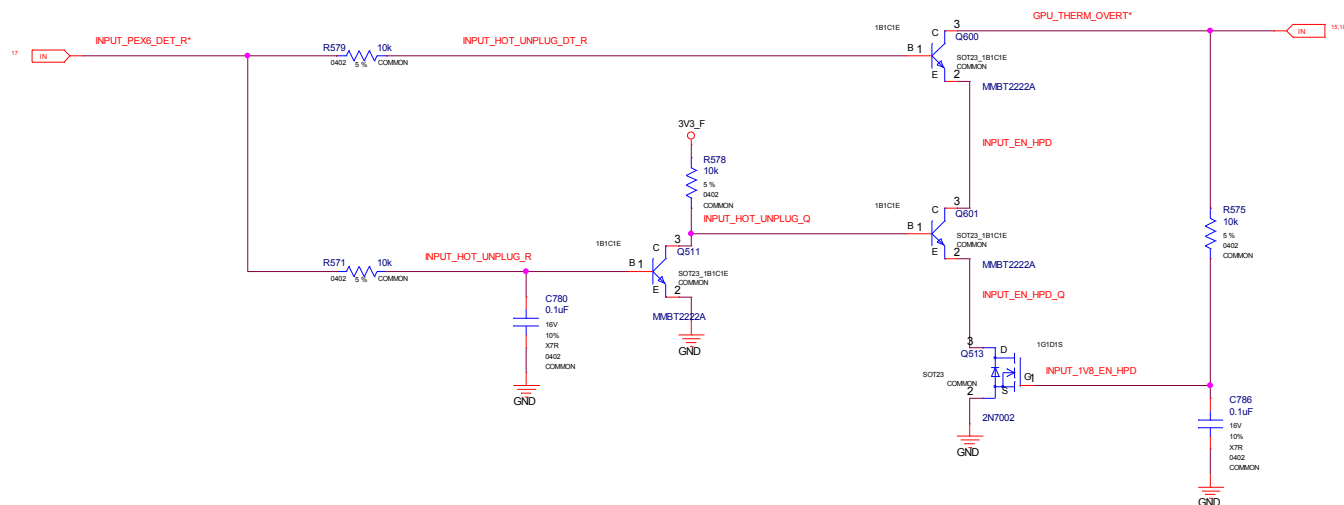 GPU_THERM_OVERT*
1B1C1E
C
3
Q600
B
1
SOT23_1B1C1E
COMMON
E
2
MMBT2222A
IN
17
IN
INPUT_PEX6_DET_R*
R579
10k
0402
5 %
COMMON
INPUT_HOT_UNPLUG_DT_R
3V3_F
R578
10k
5 %
0402
COMMON
INPUT_EN_HPD
INPUT_HOT_UNPLUG_Q
1B1C1E
C
3
Q601
B
1
SOT23_1B1C1E
COMMON
E
2
MMBT2222A
R575
10k
5 %
0402
COMMON
R571
10k
0402
5 %
COMMON
INPUT_HOT_UNPLUG_R
1B1C1E
C
3
Q511
B
1
SOT23_1B1C1E
COMMON
E
2
MMBT2222A
GND
C780
0.1uF
16V
10%
X7R
0402
COMMON
GND
INPUT_EN_HPD_Q
3
Q513
D
1G1D1S
SOT23
COMMON
G
1
S
2
2N7002
GND
INPUT_1V8_EN_HPD
C786
0.1uF
16V
10%
X7R
0402
COMMON
GND